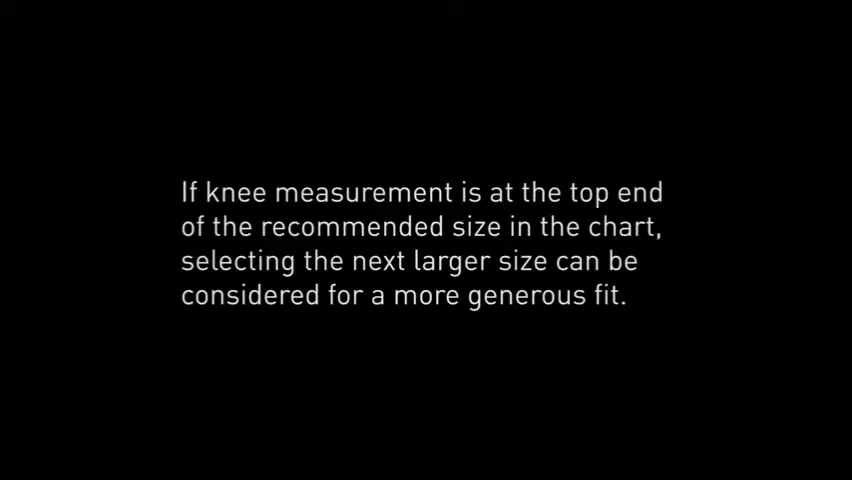 If knee measurement is at the top end
of the recommended size in the chart,
selecting the next larger size can be
considered for a more generous fit.